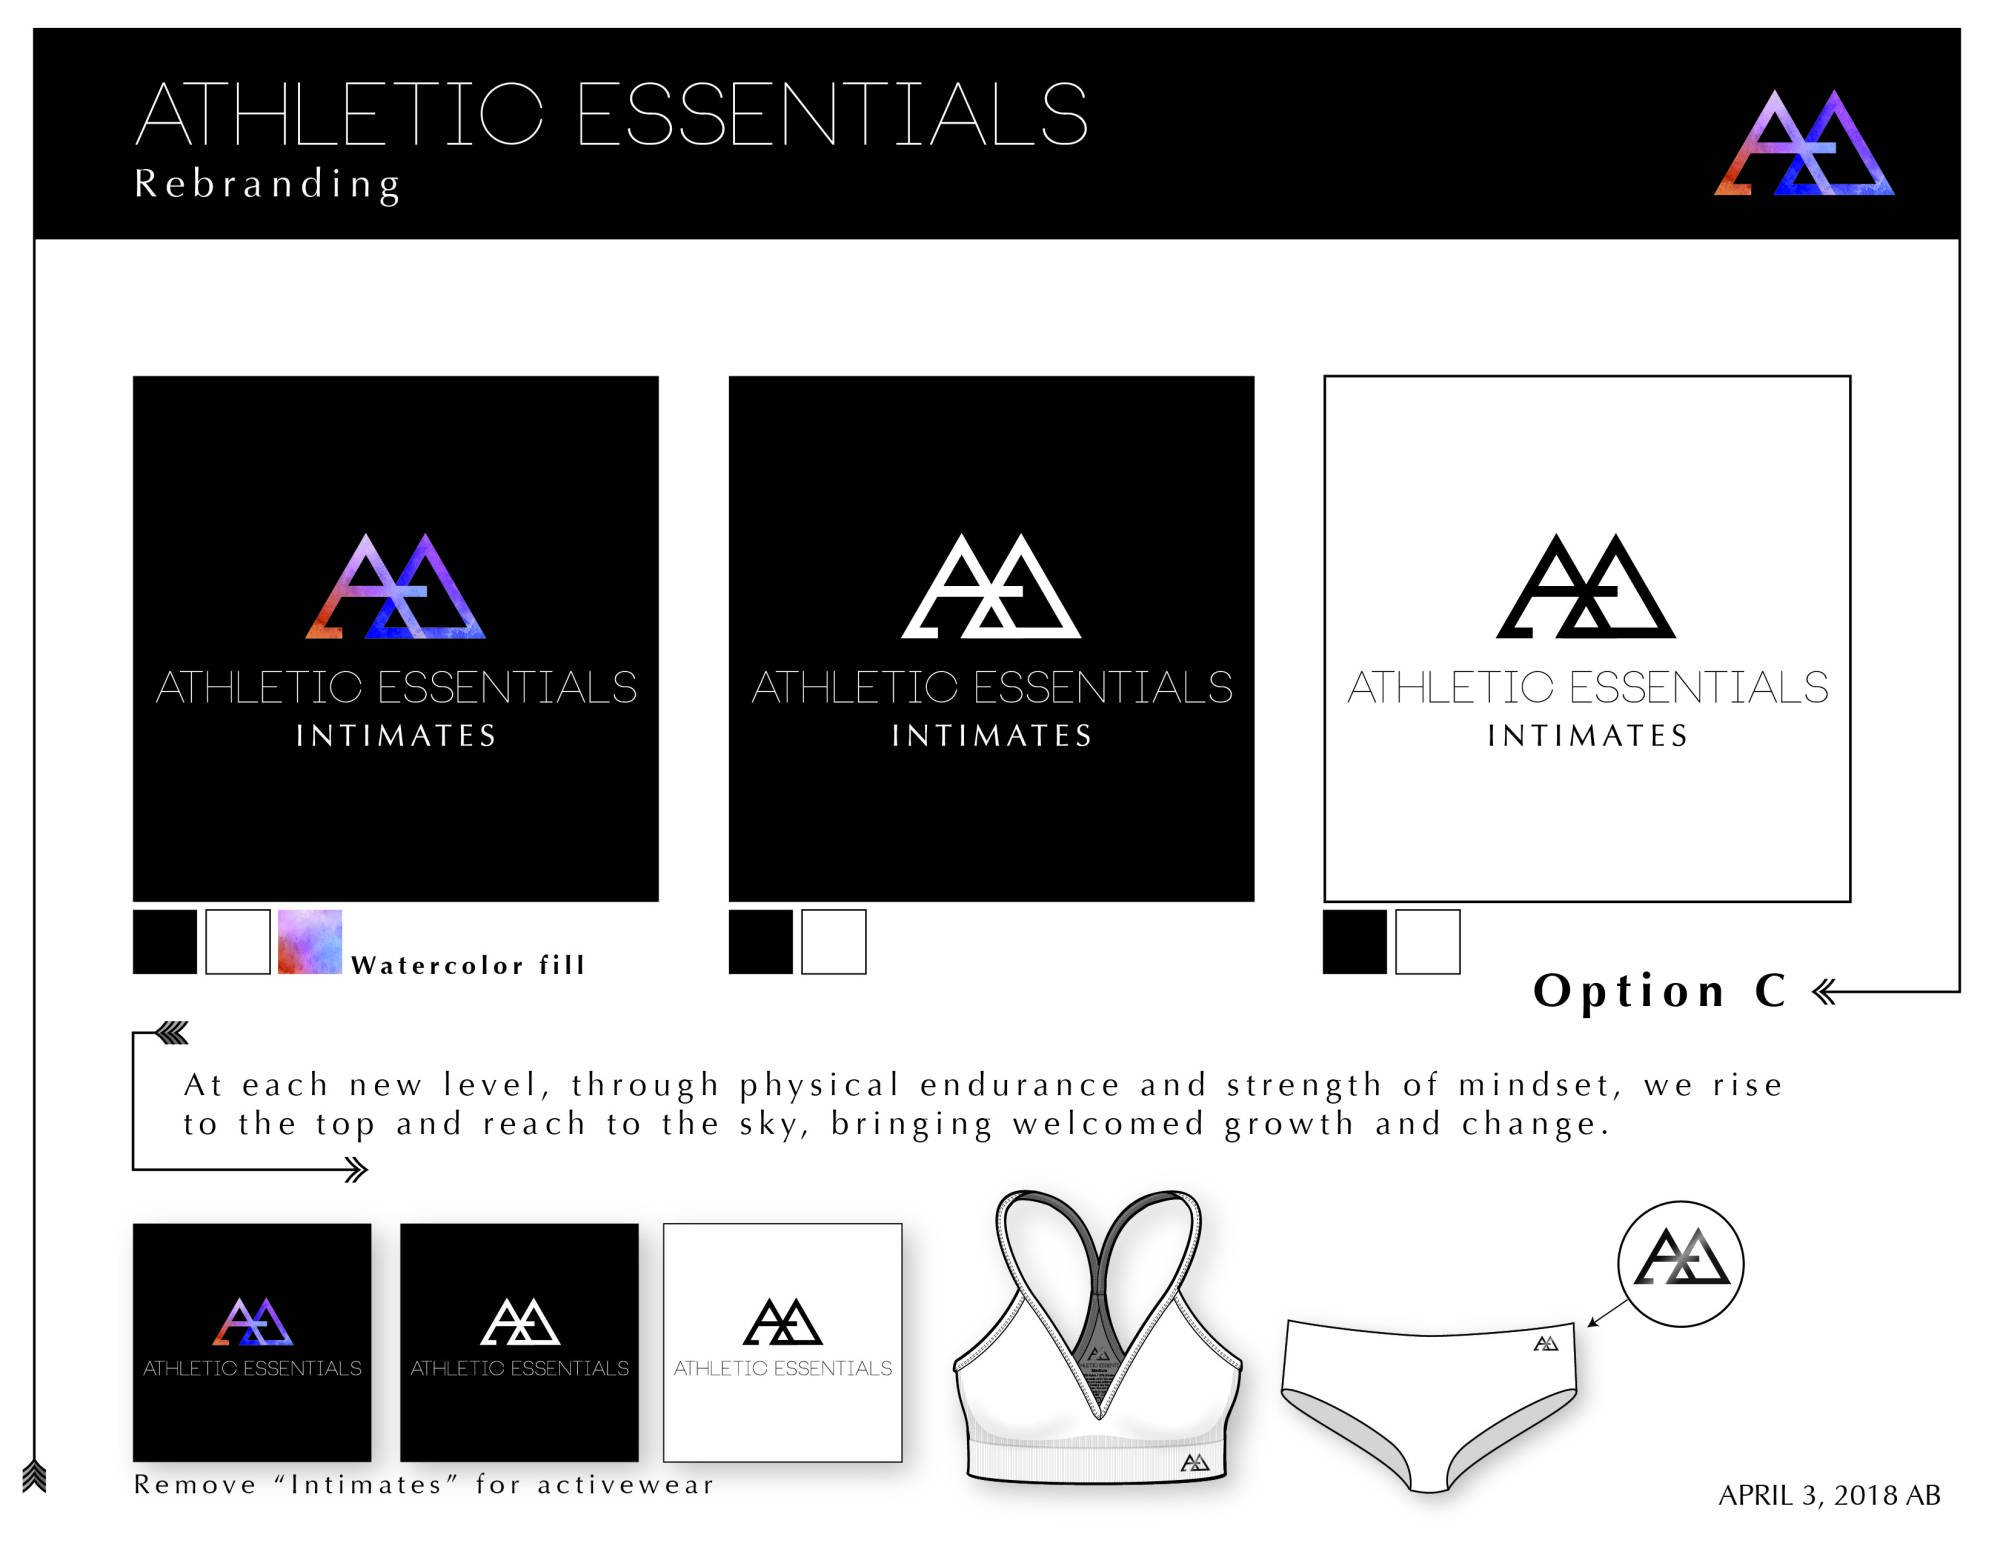 ATHLETIC ESSENTIALS
Rebranding
ATHLETIC ESSENTIALS
INTIMATES
ATHLETIC ESSENTIALS
INTIMATES
ATHLETIC ESSENTIALS
INTIMATES
Watercolor fill
Option C
At each new level, through physical endurance and strength of mindset, we rise
to the top and reach to the sky, bringing welcomed growth and change.
ATHLETIC ESSENTIALS
ATHLETIC ESSENTIALS
ATHLETIC ESSENTIALS
Remove “Intimates” for activewear
APRIL 3, 2018 AB